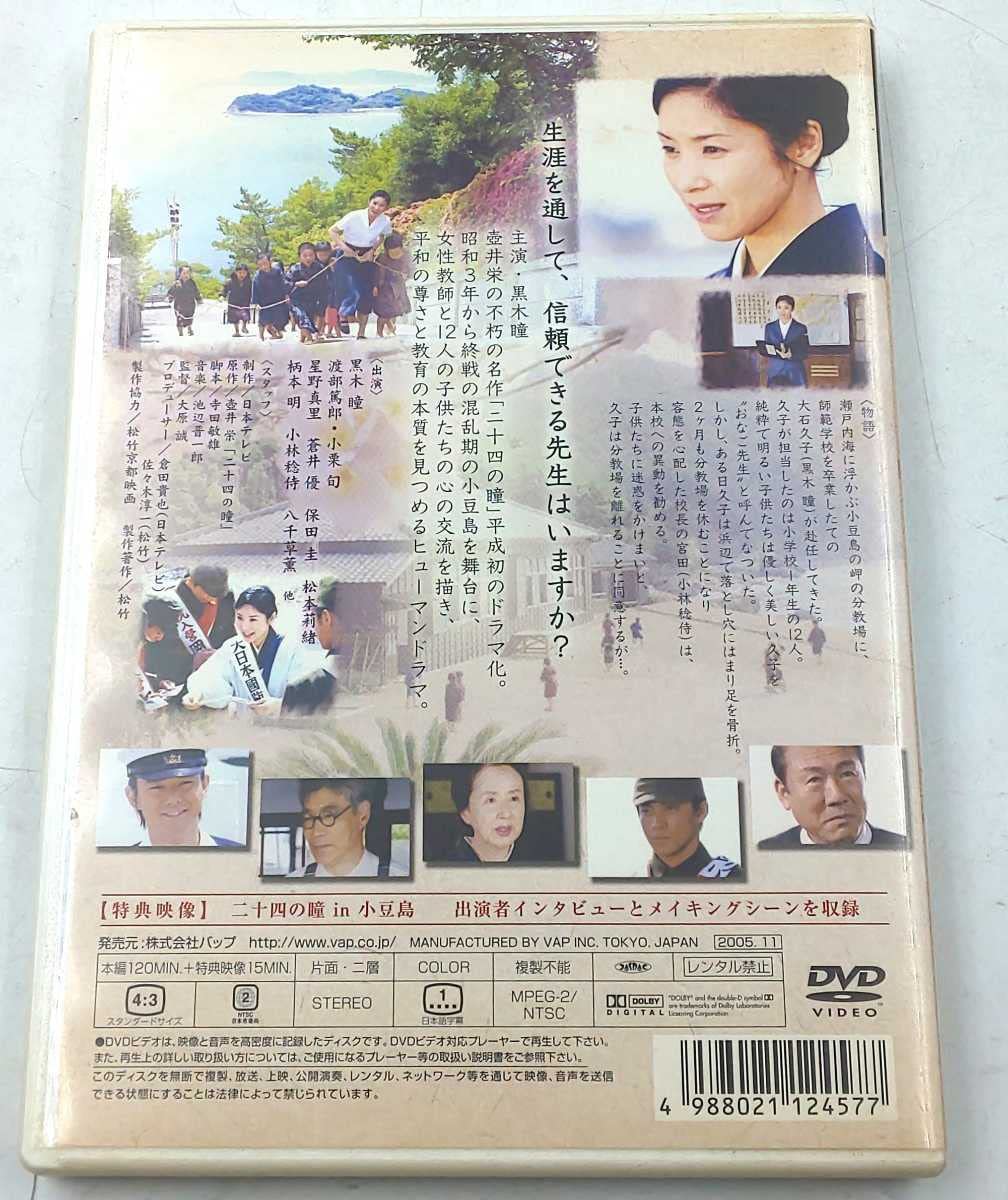 生涯を通して、信頼できる先生はいますか？
主演・黒木瞳
壺井栄の不朽の名作「二十四の瞳」平成初のドラマ化。
昭和3年から終戦の混乱期の小豆島を舞台に、
女性教師と12人の子供たちの心の交流を描き、
平和の尊さと教育の本質を見つめるヒューマンドラマ。
〈物語〉
瀬戸内海に浮かぶ小豆島の岬の分教場に、
師範学校を卒業したての
大石久子（黒木 瞳）が赴任してきた。
久子が担当したのは小学校一年生の12人。
純粋で明るい子供たちは優しく美しい久子を
“おなご先生”と呼んでなついた。
しかし、ある日久子は浜辺で落とし穴にはまり足を骨折。
2ヶ月も分教場を休むことになり
容態を心配した校長の宮田（小林稔侍）は、
本校への異動を勧める。
子供たちに迷惑をかけまいと、
久子は分教場を離れることに同意するが…。
〈出演〉
黒木 瞳
渡部篤郎・小栗 旬
星野真里 蒼井 優 保田 圭 松本莉緒
柄本 明 小林稔侍 八千草薫 他
〈スタッフ〉
制作／日本テレビ
原作／壺井 栄「二十四の瞳」
脚本／寺田敏雄
音楽／池辺晋一郎
監督／大原 誠
プロデューサー／倉田貴也（日本テレビ）
佐々木淳一（松竹）
製作協力／松竹京都映画 製作著作／松竹
大日本國防
【特典映像】 二十四の瞳 in 小豆島 出演者インタビューとメイキングシーンを収録
発売元：株式会社バップ http://www.vap.co.jp/ MANUFACTURED BY VAP INC. TOKYO, JAPAN 2005.11
本編120MIN.+特典映像15MIN. 片面・二層 COLOR 複製不能 レンタル禁止
4:3 スタンダードサイズ
2 NTSC 日本市場向
STEREO
1 日本語字幕
MPEG-2/NTSC
DOLBY DIGITAL
"DOLBY" and the double-D symbol are trademarks of Dolby Laboratories Licensing Corporation
DVD VIDEO
●DVDビデオは、映像と音声を高密度に記録したディスクです。DVDビデオ対応プレーヤーで再生して下さい。
また、再生上の詳しい取り扱い方については、ご使用になるプレーヤー等の取扱い説明書をご参照下さい。
このディスクを無断で複製、放送、上映、公開演奏、レンタル、ネットワーク等を通じて映像、音声を送信
できる状態にすることは法律によって禁じられています。
4 988021 124577